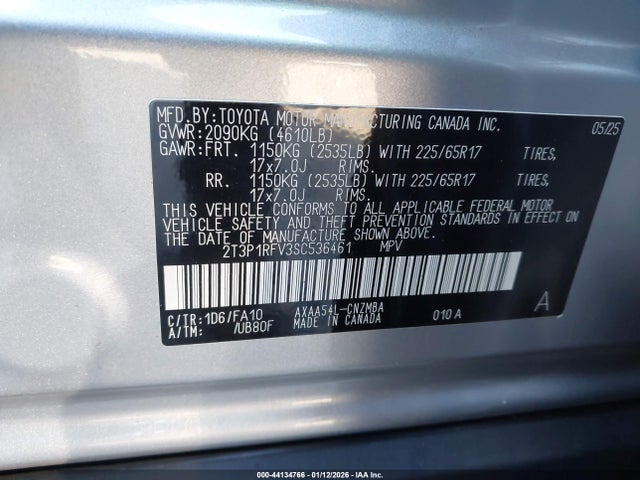 MFD.BY:TOYOTA MOTOR MANUFACTURING CANADA INC. 05/25
GVWR:2090KG (4610LB)
GAWR:FRT. 1150KG (2535LB) WITH 225/65R17 TIRES,
17x7.0J RIMS.
RR. 1150KG (2535LB) WITH 225/65R17 TIRES,
17x7.0J RIMS.
THIS VEHICLE CONFORMS TO ALL APPLICABLE FEDERAL MOTOR
VEHICLE SAFETY AND THEFT PREVENTION STANDARDS IN EFFECT ON
THE DATE OF MANUFACTURE SHOWN ABOVE.
2T3P1RFV3SC536461 MPV
C/TR:1D6/FA10 AXAA54L-CNZMBA 010 A A
A/TM: /UB80F MADE IN CANADA
000-44134766 - 01/12/2026 - IAA Inc.